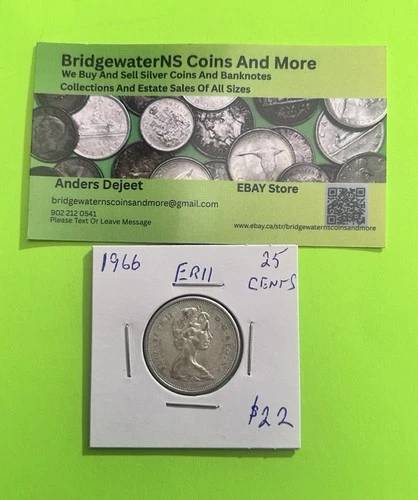 BridgewaterNS Coins And More
We Buy And Sell Silver Coins And Banknotes
Collections And Estate Sales Of All Sizes
Anders Dejeet
EBAY Store
bridgewaternscoinsandmore@gmail.com
902 212 0541
Please Text Or Leave Message
www.ebay.ca/str/bridgewaternscoinsandmore
1966
ERII
25
CENTS
$22